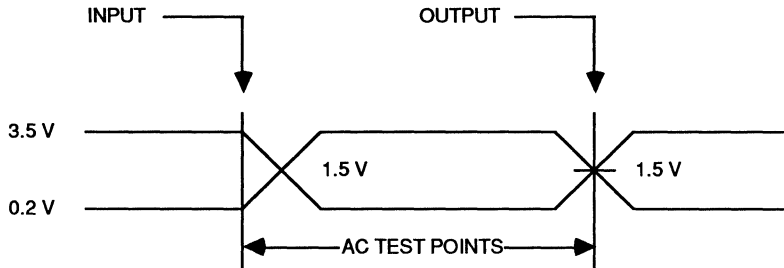 INPUT OUTPUT
3.5 V
1.5 V 1.5 V
0.2 V
AC TEST POINTS